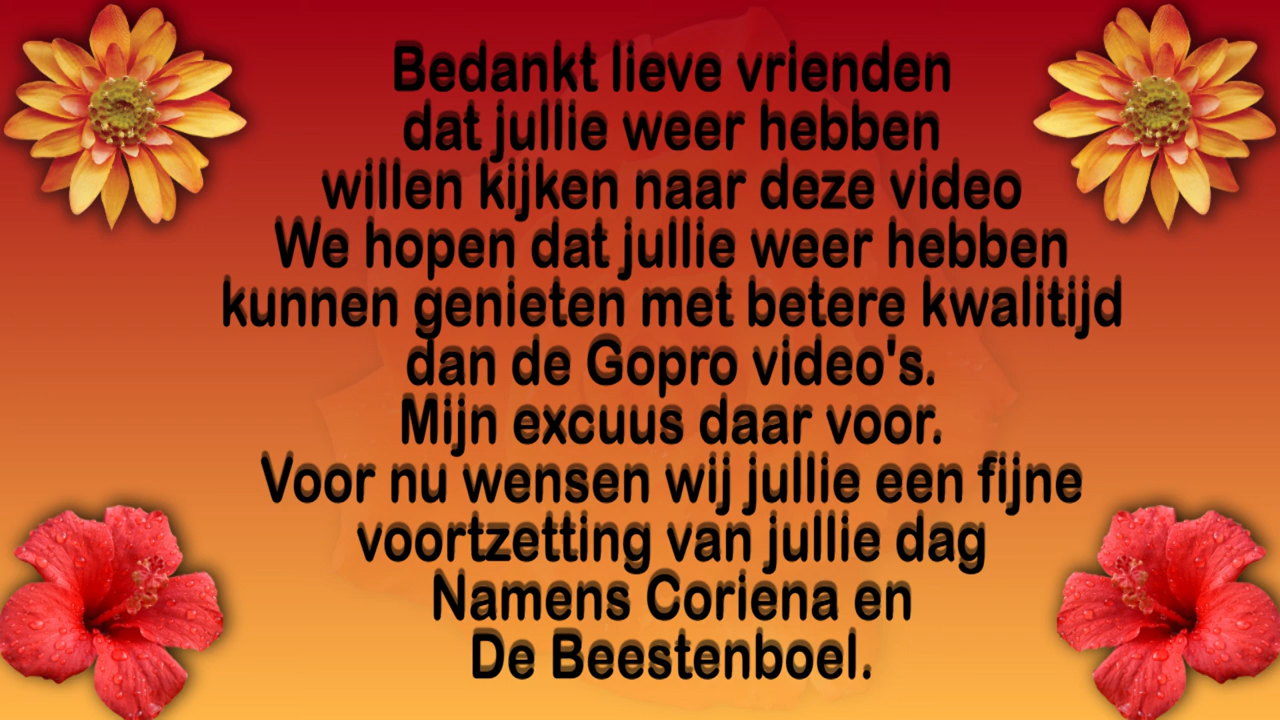 Bedankt lieve vrienden
dat jullie weer hebben
willen kijken naar deze video
We hopen dat jullie weer hebben
kunnen genieten met betere kwalitijd
dan de Gopro video's.
Mijn excuus daar voor.
Voor nu wensen wij jullie een fijne
voortzetting van jullie dag
Namens Coriena en
De Beestenboel.